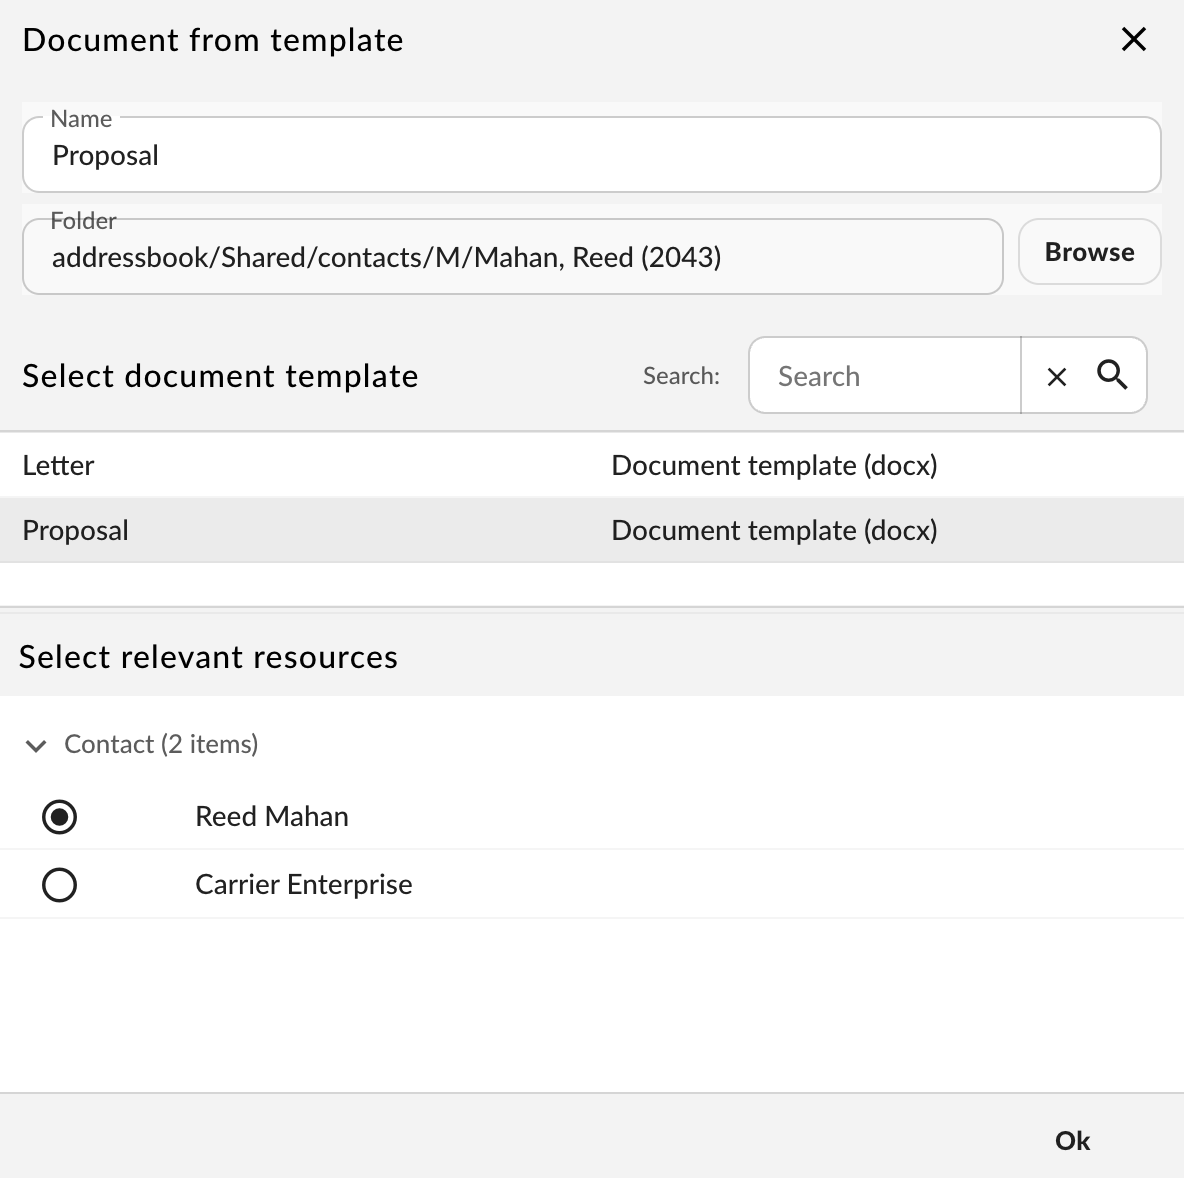 Document from template
Name
Proposal
Folder
addressbook/Shared/contacts/M/Mahan, Reed (2043)
Browse
Select document template
Search:
Search
Letter
Document template (docx)
Proposal
Document template (docx)
Select relevant resources
Contact (2 items)
Reed Mahan
Carrier Enterprise
Ok